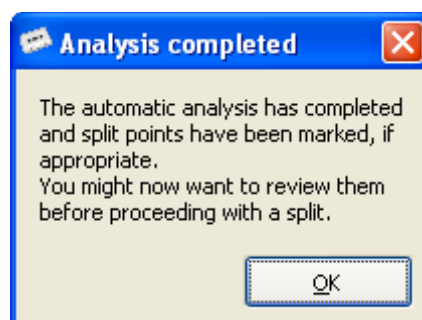 Analysis completed
The automatic analysis has completed
and split points have been marked, if
appropriate.
You might now want to review them
before proceeding with a split.
OK